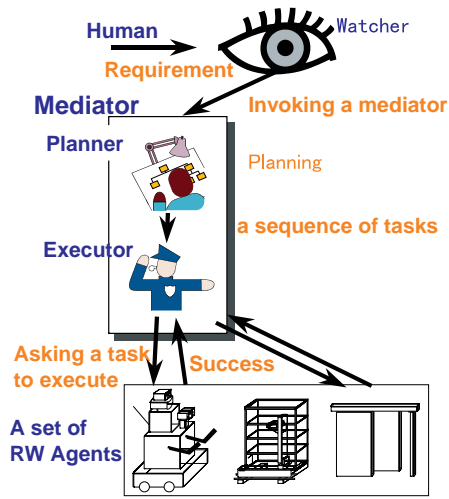 Human
Watcher
Requirement
Invoking a mediator
Mediator
Planner
Planning
a sequence of tasks
Executor
Asking a task
to execute
Success
A set of
RW Agents